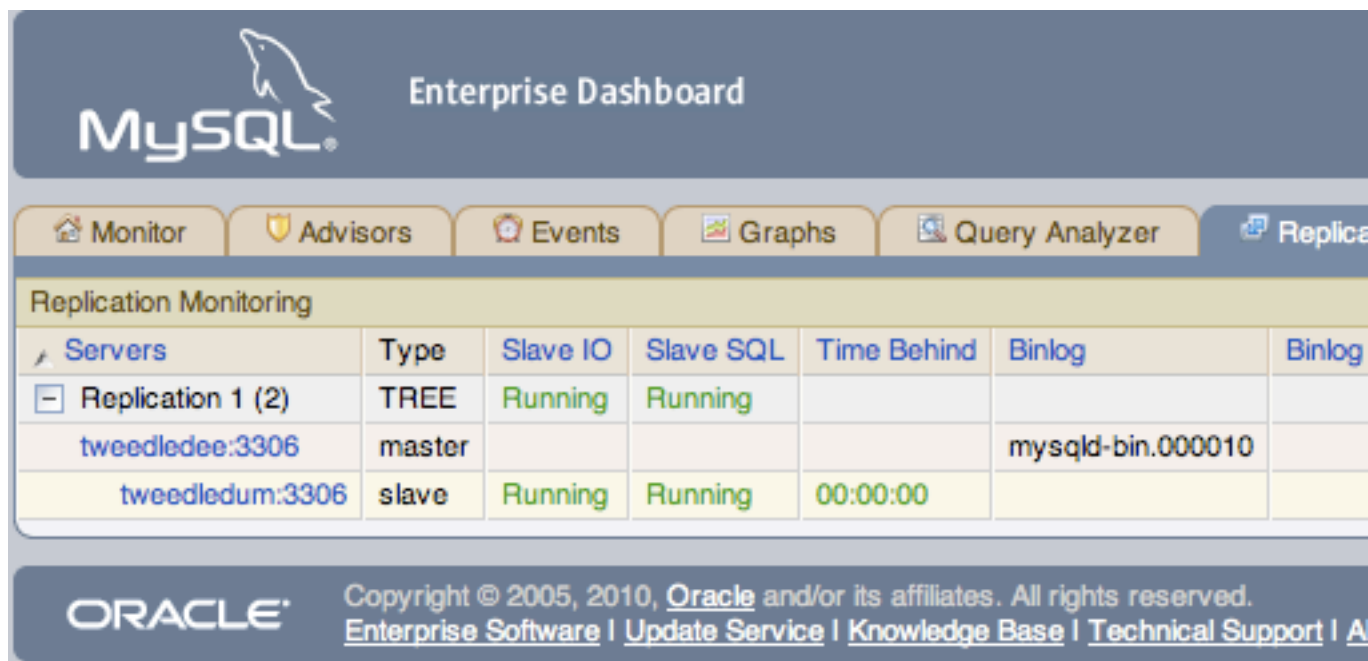 MySQL®
Enterprise Dashboard
Monitor Advisors Events Graphs Query Analyzer
Replication Monitoring
Servers Type Slave IO Slave SQL Time Behind Binlog Binlog
Replication 1 (2) TREE Running Running
tweedledee:3306 master mysqld-bin.000010
tweedledum:3306 slave Running Running 00:00:00
ORACLE®
Copyright © 2005, 2010, Oracle and/or its affiliates. All rights reserved.
Enterprise Software | Update Service | Knowledge Base | Technical Support |